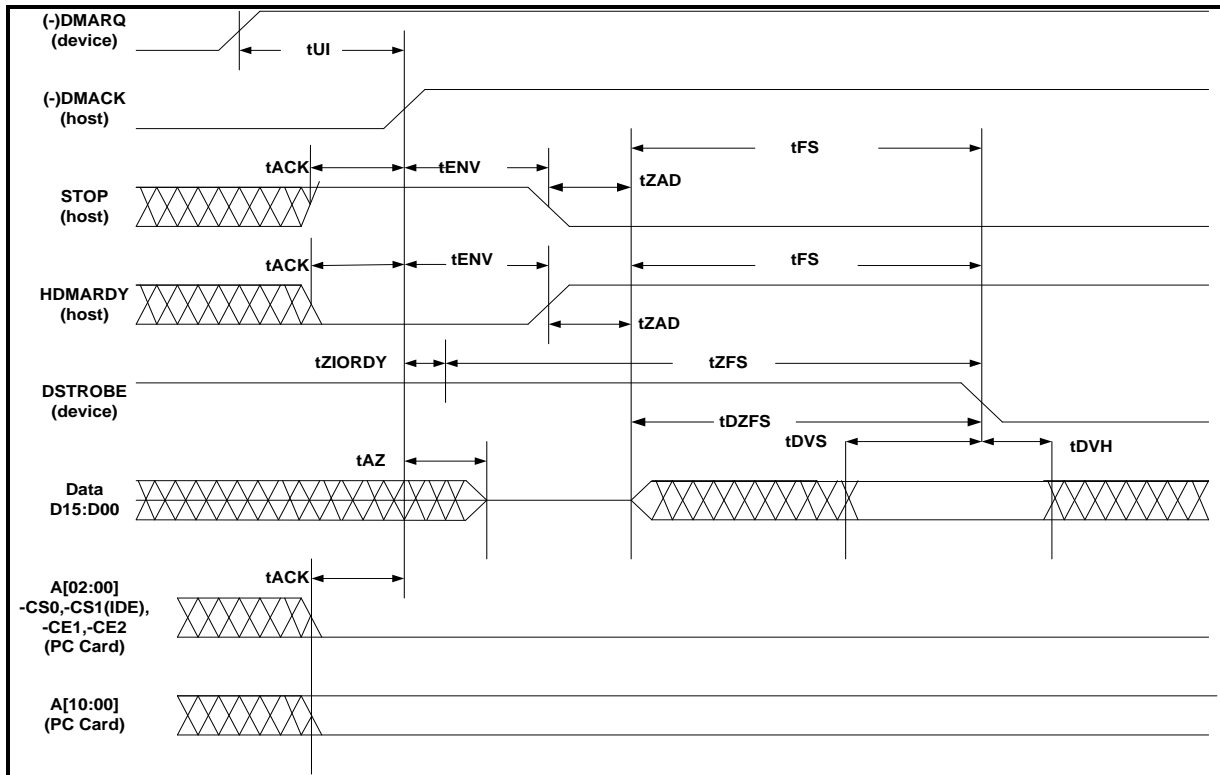 (-)DMARQ
(device)
tUI
(-)DMACK
(host)
tFS
tACK
tENV
tZAD
STOP
(host)
tACK
tENV
tFS
HDMARDY
(host)
tZAD
tZIORDY
tZFS
DSTROBE
(device)
tDZFS
tDVS
tDVH
tAZ
Data
D15:D00
tACK
A[02:00]
-CS0,-CS1(IDE),
-CE1,-CE2
(PC Card)
A[10:00]
(PC Card)